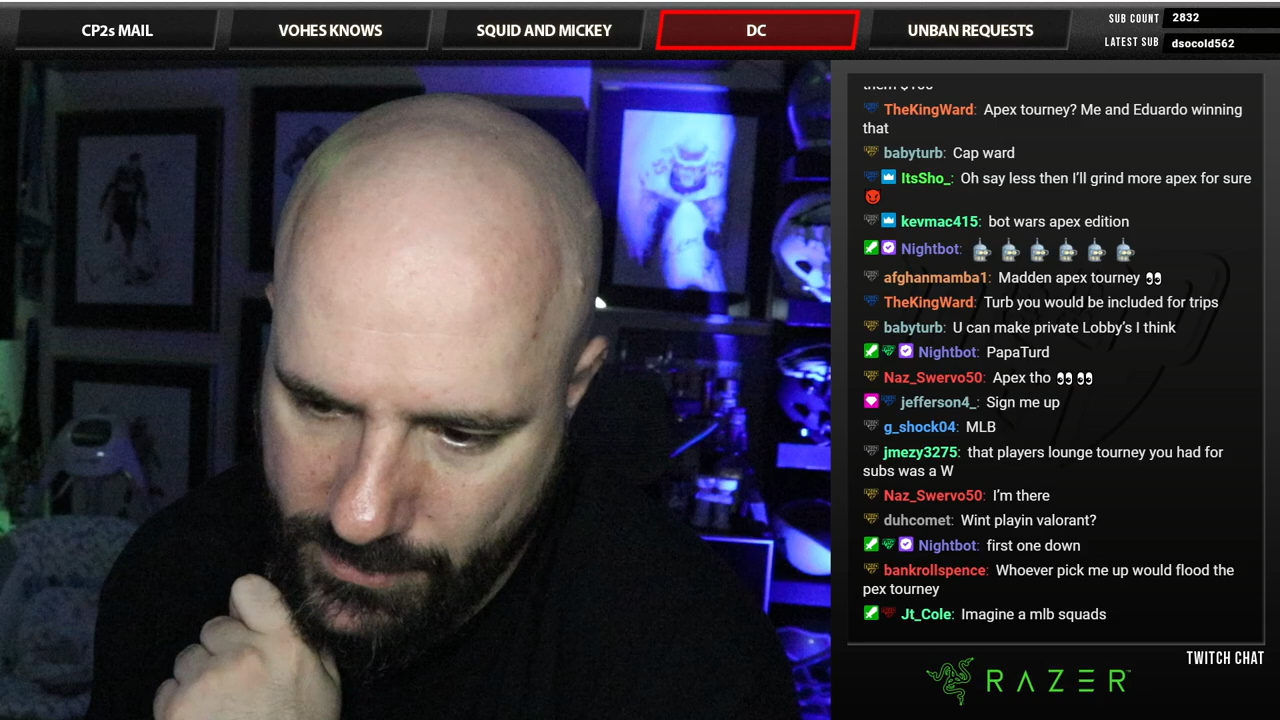 CP2s MAIL
VOHES KNOWS
SQUID AND MICKEY
DC
UNBAN REQUESTS
SUB COUNT 2832
LATEST SUB dsocold562
TheKingWard: Apex tourney? Me and Eduardo winning
that
babyturb: Cap ward
ItsSho_: Oh say less then I’ll grind more apex for sure
😈
kevmac415: bot wars apex edition
Nightbot:
afghanmamba1: Madden apex tourney 👀
TheKingWard: Turb you would be included for trips
babyturb: U can make private Lobby’s I think
Nightbot: PapaTurd
Naz_Swervo50: Apex tho 👀 👀
jefferson4_: Sign me up
g_shock04: MLB
jmezy3275: that players lounge tourney you had for
subs was a W
Naz_Swervo50: I’m there
duhcomet: Wint playin valorant?
Nightbot: first one down
bankrollspence: Whoever pick me up would flood the
pex tourney
Jt_Cole: Imagine a mlb squads
TWITCH CHAT
RAZER™